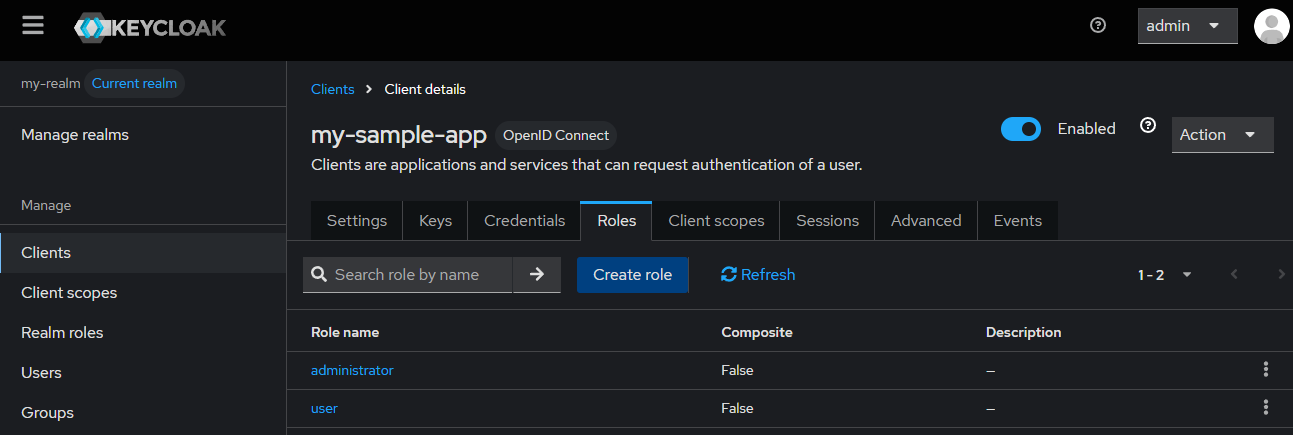 KEYCLOAK
admin
my-realm Current realm
Manage realms
Manage
Clients
Client scopes
Realm roles
Users
Groups
Clients Client details
my-sample-app OpenID Connect
Enabled
Action
Clients are applications and services that can request authentication of a user.
Settings Keys Credentials Roles Client scopes Sessions Advanced Events
Search role by name Create role Refresh 1 - 2
Role name Composite Description
administrator False –
user False –